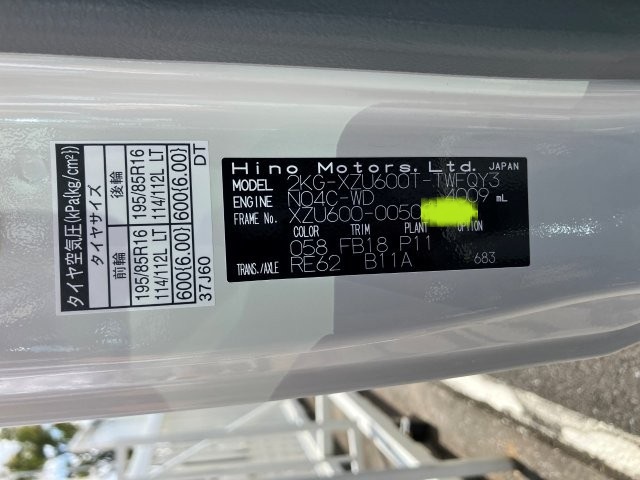 タイヤ空気圧(kPa{kg/cm²})
タイヤサイズ
前輪 後輪
195/85R16 195/85R16
114/112L LT 114/112L LT
600{6.00} 600{6.00}
37J60 DT
Hino Motors, Ltd. JAPAN
MODEL 2KG-XZU600T-TWFQY3
ENGINE NO4C-WD 009 mL
FRAME No. XZU600-0050
COLOR TRIM PLANT OPTION
058 FB18 P11
TRANS./AXLE RE62 B11A 683